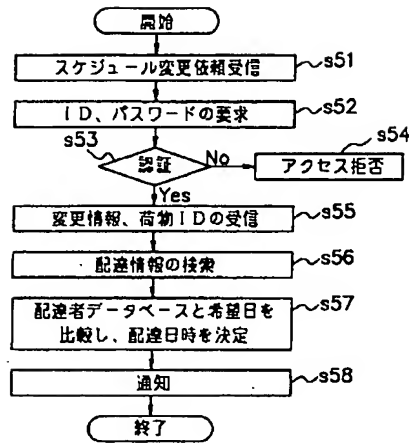 開始
スケジュール変更依頼受信 s51
ID、パスワードの要求 s52
s53 認証 No s54
アクセス拒否
Yes
変更情報、荷物IDの受信 s55
配達情報の検索 s56
配達者データベースと希望日を s57
比較し、配達日時を決定
通知 s58
終了